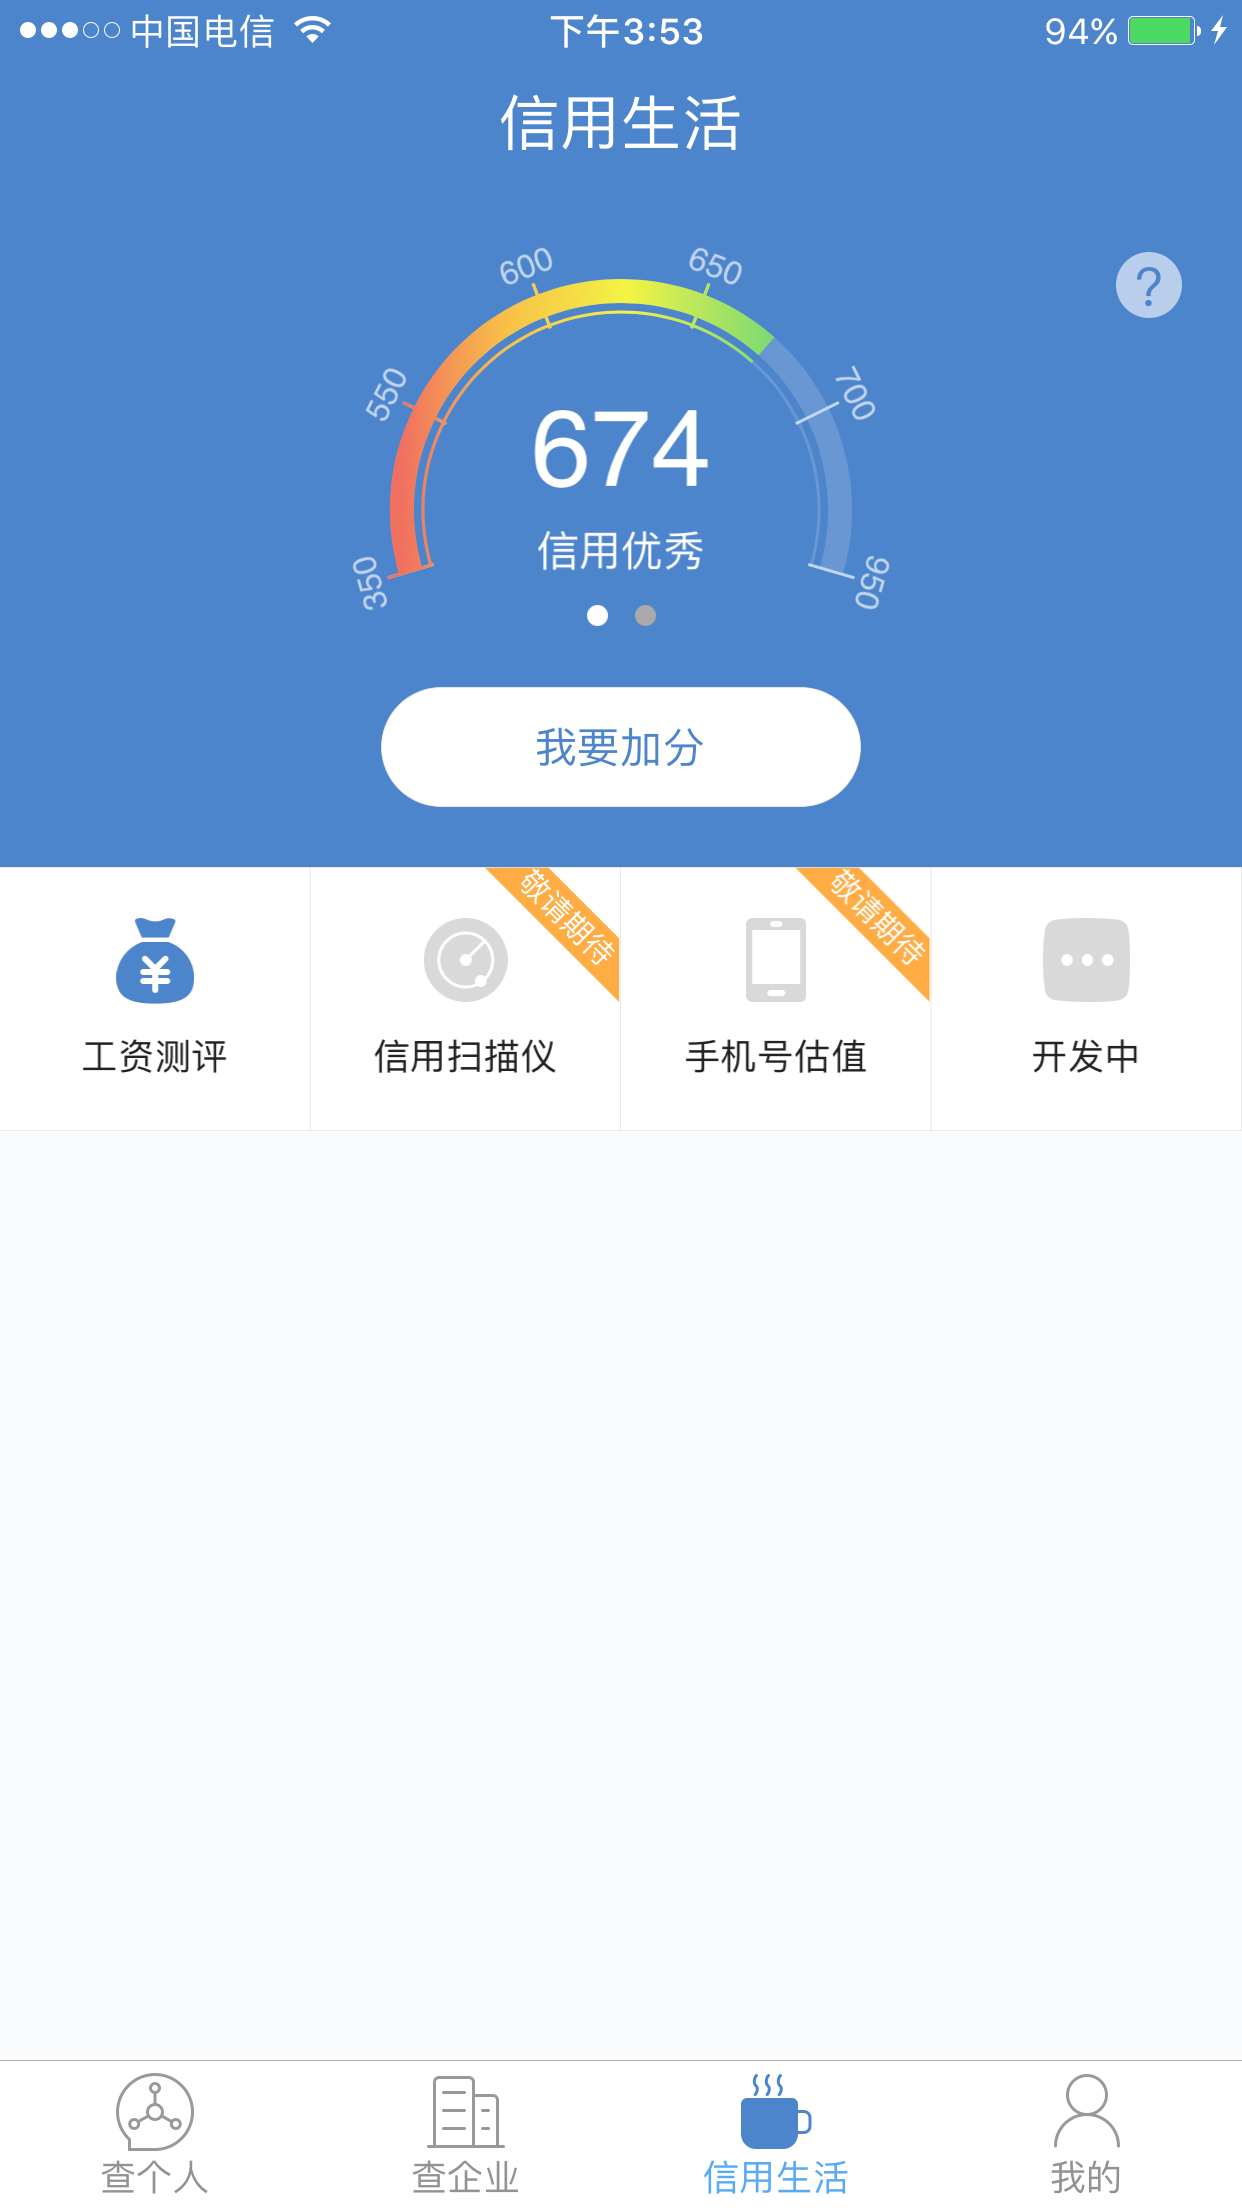 中国电信 下午3:53 94%
信用生活
350
550
600
650
700
950
?
674
信用优秀
我要加分
敬请期待
敬请期待
¥
工资测评 信用扫描仪 手机号估值 开发中
查个人 查企业 信用生活 我的